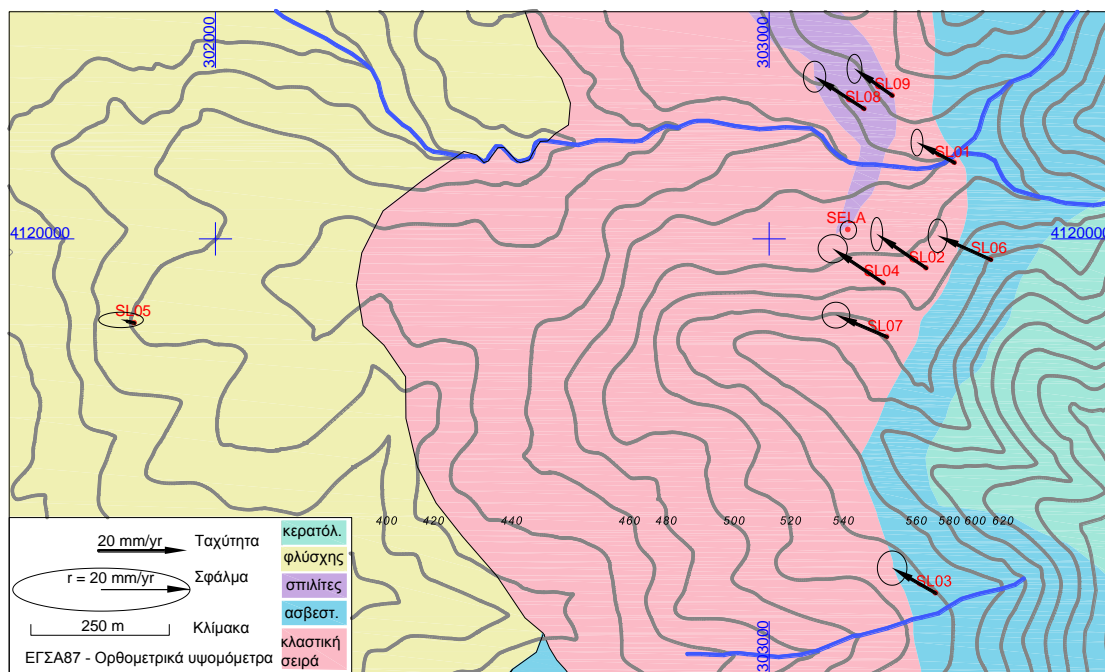 302000
303000
SL09
SL08
SL01
4120000
SELA
4120000
SL02
SL06
SL04
SL05
SL07
400
420
440
460
480
500
520
540
560
580
600
620
SL03
20 mm/yr
Ταχύτητα
r = 20 mm/yr
Σφάλμα
250 m
Κλίμακα
ΕΓΣΑ87 - Ορθομετρικά υψομόμετρα
κερατόλ.
φλύσχης
σπιλίτες
ασβεστ.
κλαστική
σειρά
303000